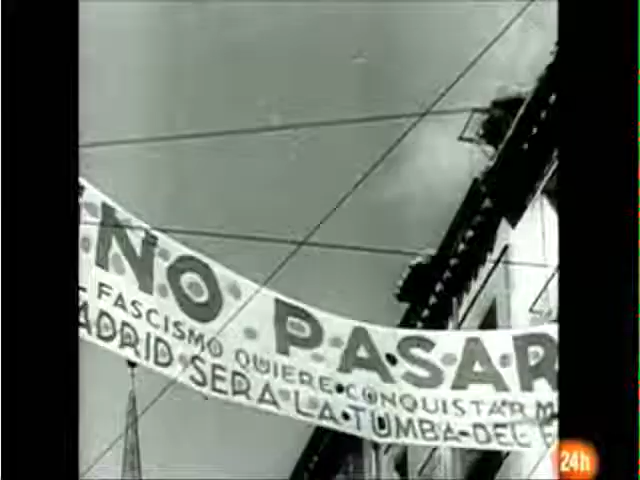 NO PASAR
FASCISMO QUIERE•CONQUISTAR M
ADRID•SERA•LA•TUMBA•DEL F
24h